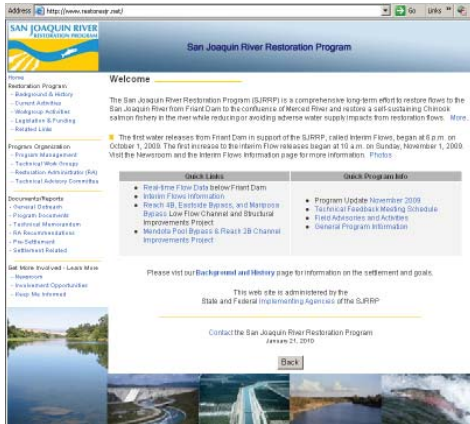 Address http://www.restoresjr.net/
Go Links
SAN JOAQUIN RIVER
RESTORATION PROGRAM
San Joaquin River Restoration Program
Home
Restoration Program
- Background & History
- Current Activities
- Workgroup Activities
- Legislation & Funding
- Related Links
Program Organization
- Program Management
- Technical Work Groups
- Restoration Administrator (RA)
- Technical Advisory Committee
Documents/Reports
- General Outreach
- Program Documents
- Technical Memorandum
- RA Recommendations
- Pre-Settlement
- Settlement Related
Get More Involved - Learn More
- Newsroom
- Involvement Opportunities
- Keep Me Informed
Welcome
The San Joaquin River Restoration Program (SJRRP) is a comprehensive long-term effort to restore flows to the
San Joaquin River from Friant Dam to the confluence of Merced River and restore a self-sustaining Chinook
salmon fishery in the river while reducing or avoiding adverse water supply impacts from restoration flows. More.
The first water releases from Friant Dam in support of the SJRRP, called Interim Flows, began at 6 a.m. on
October 1, 2009. The first increase to the Interim Flow releases began at 10 a.m. on Sunday, November 1, 2009.
Visit the Newsroom and the Interim Flows Information page for more information. Photos
Quick Links
• Real-time Flow Data below Friant Dam
• Interim Flows Information
• Reach 4B, Eastside Bypass, and Mariposa
Bypass Low Flow Channel and Structural
Improvements Project
• Mendota Pool Bypass & Reach 2B Channel
Improvements Project
Quick Program Info
• Program Update November 2009
• Technical Feedback Meeting Schedule
• Field Advisories and Activities
• General Program Information
Please visit our Background and History page for information on the settlement and goals.
This web site is administered by the
State and Federal Implementing Agencies of the SJRRP
Contact the San Joaquin River Restoration Program
January 21, 2010
Back